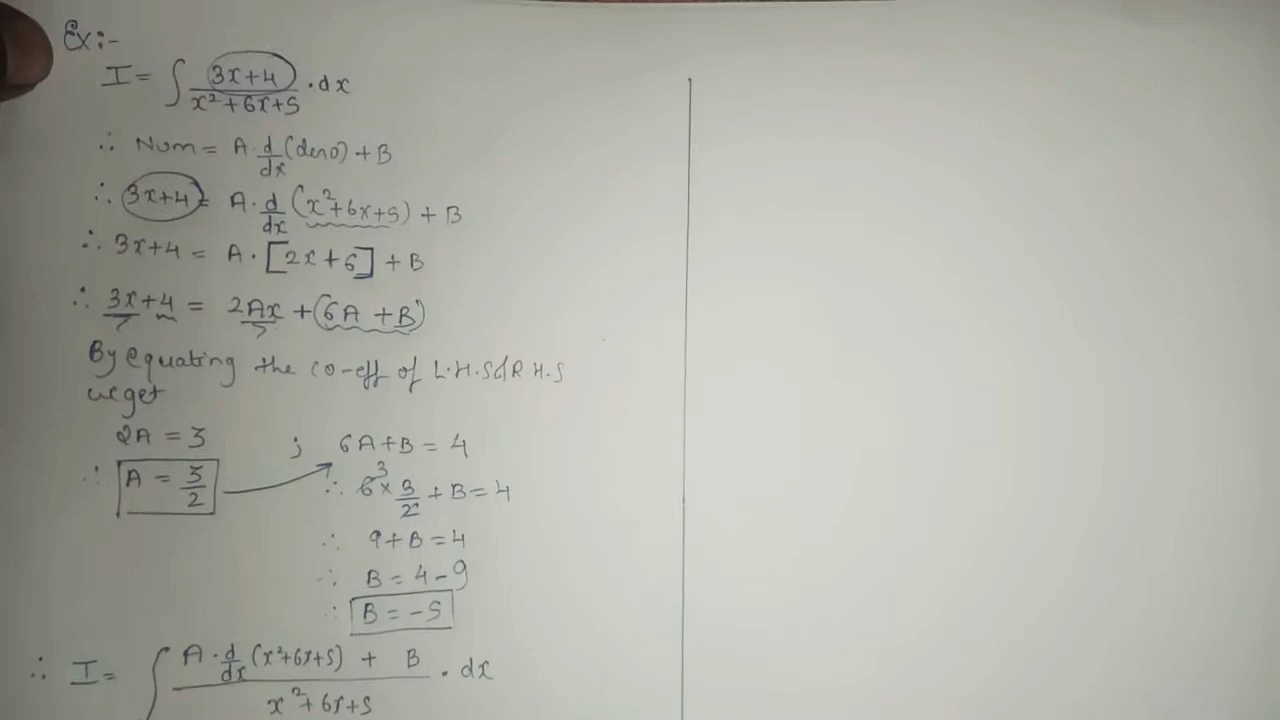 Ex:-
I = ∫ 3x+4 / x²+6x+5 · dx
∴ Num = A · d/dx (deno) + B
∴ 3x+4 = A · d/dx (x²+6x+5) + B
∴ 3x+4 = A · [2x+6] + B
∴ 3x+4 = 2Ax + (6A + B)
By equating the co-eff of L.H.S & R.H.S
we get
2A = 3 ; 6A+B = 4
∴ A = 3/2
∴ 6³ × 3/2 + B = 4
∴ 9+B = 4
∴ B = 4-9
∴ B = -5
∴ I = ∫ A · d/dx (x²+6x+5) + B / x²+6x+5 · dx